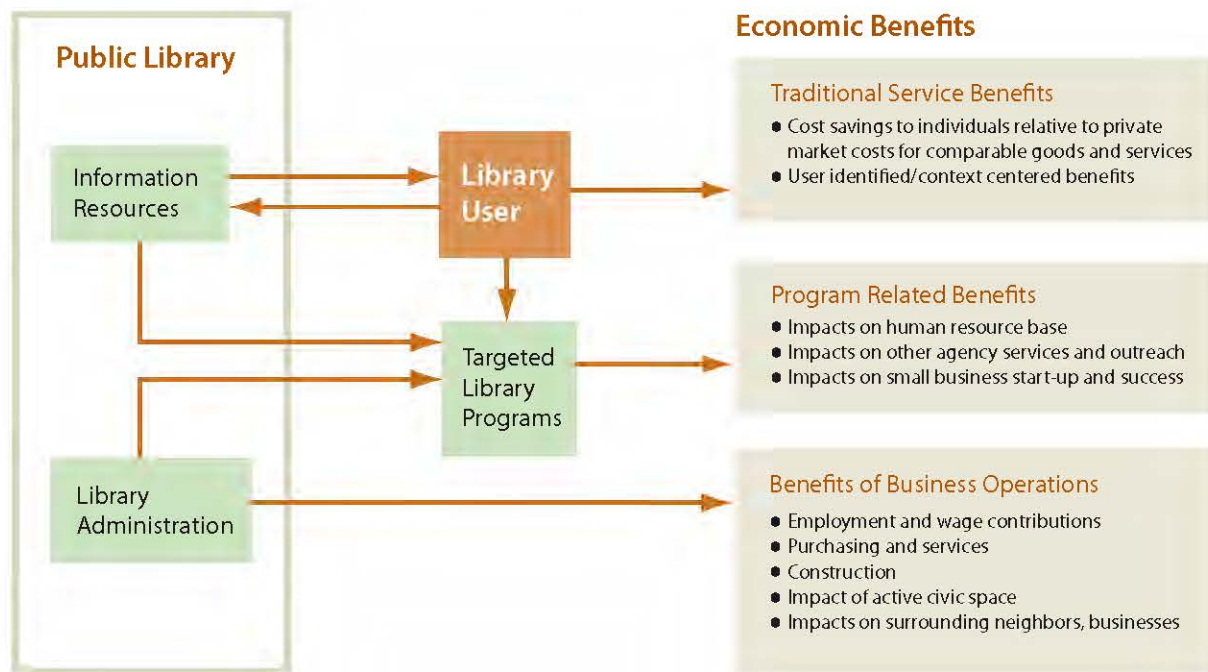 Public Library
Information
Resources
Library
Administration
Library
User
Targeted
Library
Programs
Economic Benefits
Traditional Service Benefits
● Cost savings to individuals relative to private
market costs for comparable goods and services
● User identified/context centered benefits
Program Related Benefits
● Impacts on human resource base
● Impacts on other agency services and outreach
● Impacts on small business start-up and success
Benefits of Business Operations
● Employment and wage contributions
● Purchasing and services
● Construction
● Impact of active civic space
● Impacts on surrounding neighbors, businesses